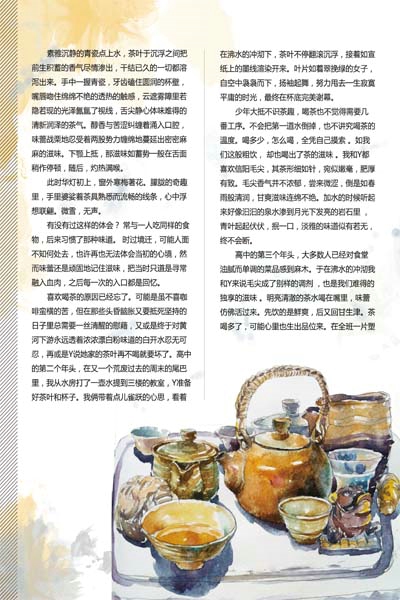 素雅沉静的青瓷点上水，茶叶于沉浮之间把
前生积蓄的香气尽情渗出，干结已久的一切都溶
泻出来。手中一握青瓷，牙齿磕住圆润的杯壁，
嘴唇吻住绵绵不绝的透热的触感，云遮雾障里若
隐若现的光泽氤氲了视线，舌尖静心体味难得的
清新润泽的茶气。醇香与苦涩纠缠着涌入口腔，
味蕾战栗地忍受着两股势力缠绵地蔓延出密密麻
麻的滋味。下颚上抵，那滋味如蓄势一般在舌面
稍作停顿，随后，灼热满喉。
此时华灯初上，窗外寒梅著花。朦胧的奇趣
里，手里婆娑着茶具熟悉而流畅的线条，心中浮
想联翩。微雪，无声。
有没有过这样的体会？ 常与一人吃同样的食
物，后来习惯了那种味道。 时过境迁，可能人面
不知何处去，也许再也无法体会当初的心境，然
而味蕾还是顽固地记住滋味，把当时只道是寻常
融入血肉，之后每一次的入口都是回忆。
喜欢喝茶的原因已经忘了。可能是虽不喜咖
啡蛮横的苦，但在那些头昏脑胀又要抵死坚持的
日子里总需要一丝清醒的慰藉，又或是终于对黄
河下游永远透着浓浓漂白粉味道的白开水忍无可
忍，再或是Y说她家的茶叶再不喝就要坏了。高中
的第二个年头，在又一个荒废过去的周末的尾巴
里，我从水房打了一壶水提到三楼的教室，Y准备
好茶叶和杯子。我俩带着点儿雀跃的心思，看着
在沸水的冲沏下，茶叶不停翻滚沉浮，接着如宣
纸上的墨线渲染开来。叶片如着翠挽绿的女子，
自空中袅袅而下，扬袖起舞，努力甩去一生寂寞
平庸的时光，最终在杯底完美谢幕。
少年大抵不识茶趣，喝茶也不觉得需要几
番工序。不会把第一道水倒掉，也不讲究喝茶的
温度。喝多少，怎么喝，全凭自己摸索 。如我
们这般粗饮 ，却也喝出了茶的滋味 。我和Y都
喜欢信阳毛尖，其茶形细如针，宛似嫩毫，肥厚
有致。毛尖香气并不浓郁，尝来微涩，倒是如春
雨般清润，甘爽滋味连绵不绝。加水的时候听起
来好像汩汩的泉水渗到月光下发亮的岩石里 ，
青叶起起伏伏，抿一口，淡雅的味道似有若无，
终不会断。
高中的第三个年头，大多数人已经对食堂
油腻而单调的菜品感到麻木。于在沸水的冲沏我
和Y来说毛尖成了别样的调剂 ，也是我们难得的
独享的滋味 。明亮清澈的茶水喝在嘴里，味蕾
仿佛活过来。先吹的是鲜爽，后又回甘生津。茶
喝多了，可能心里也生出品位来。在全班一片塑